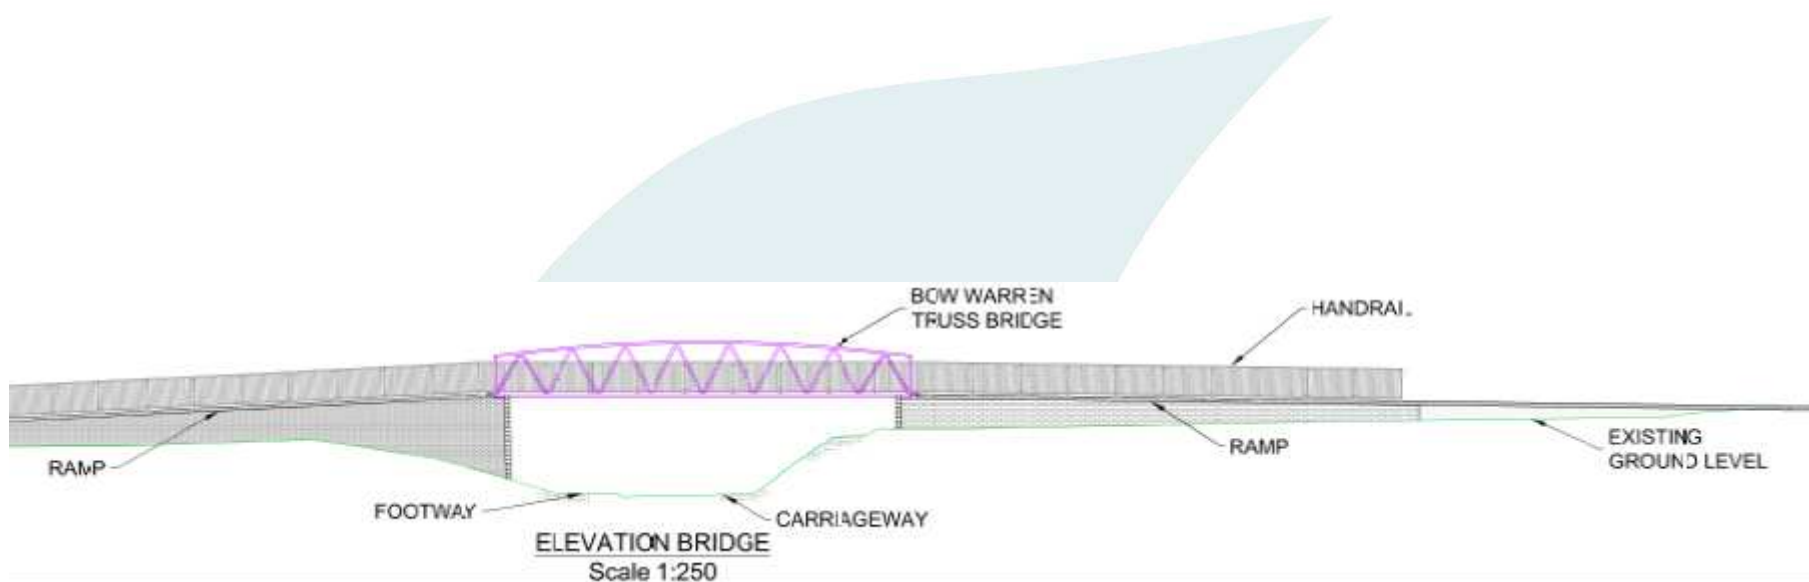 BOW WARREN
TRUSS BRIDGE
HANDRAIL
RAMP
RAMP
EXISTING
GROUND LEVEL
FOOTWAY
CARRIAGEWAY
ELEVATION BRIDGE
Scale 1:250